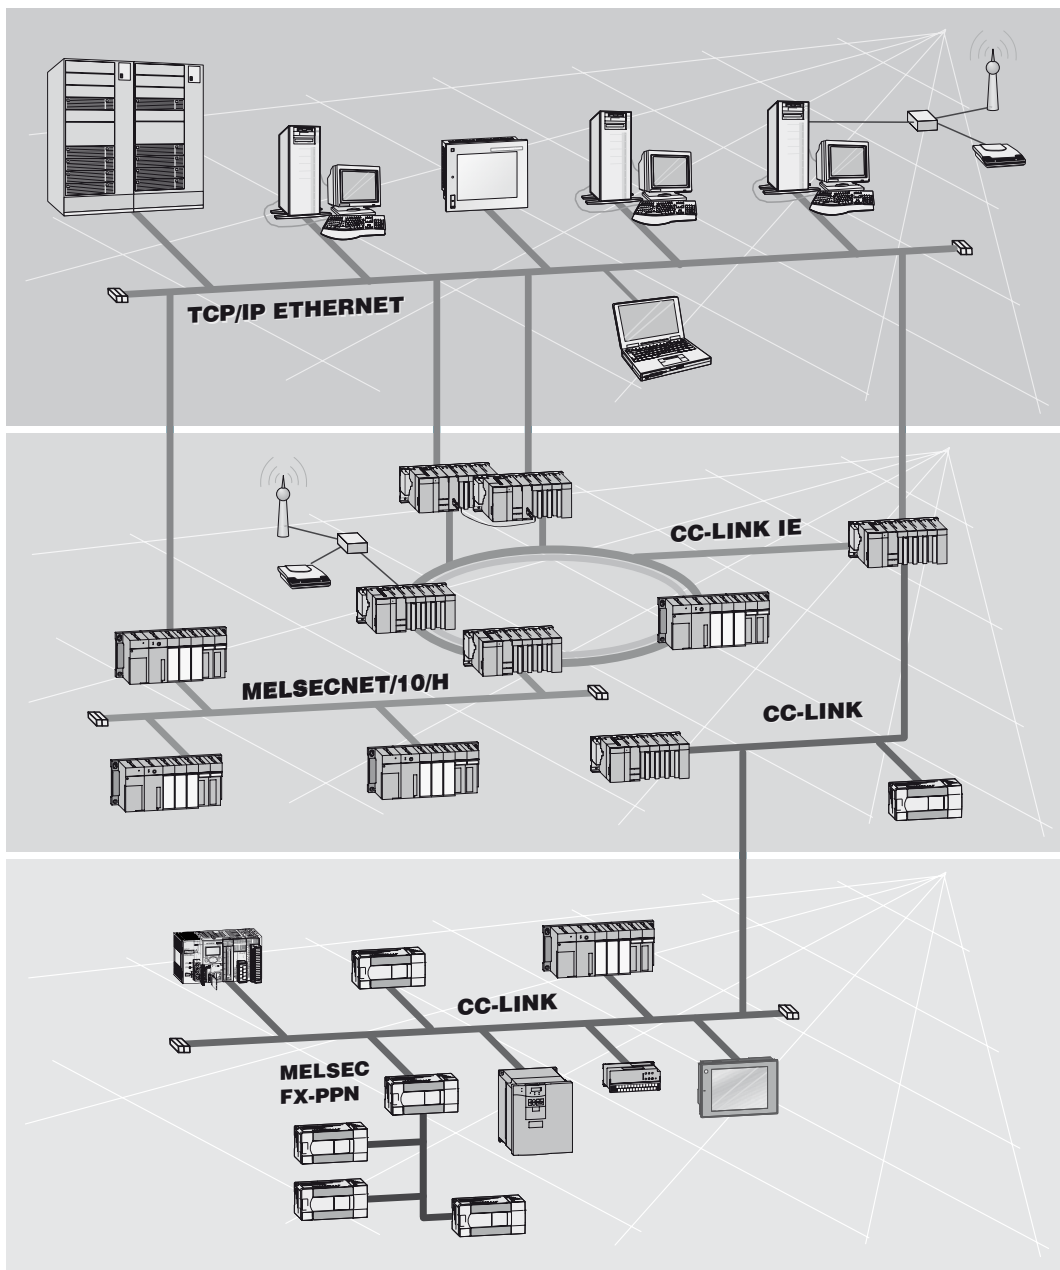 TCP/IP ETHERNET
CC-LINK IE
MELSECNET/10/H
CC-LINK
CC-LINK
MELSEC
FX-PPN